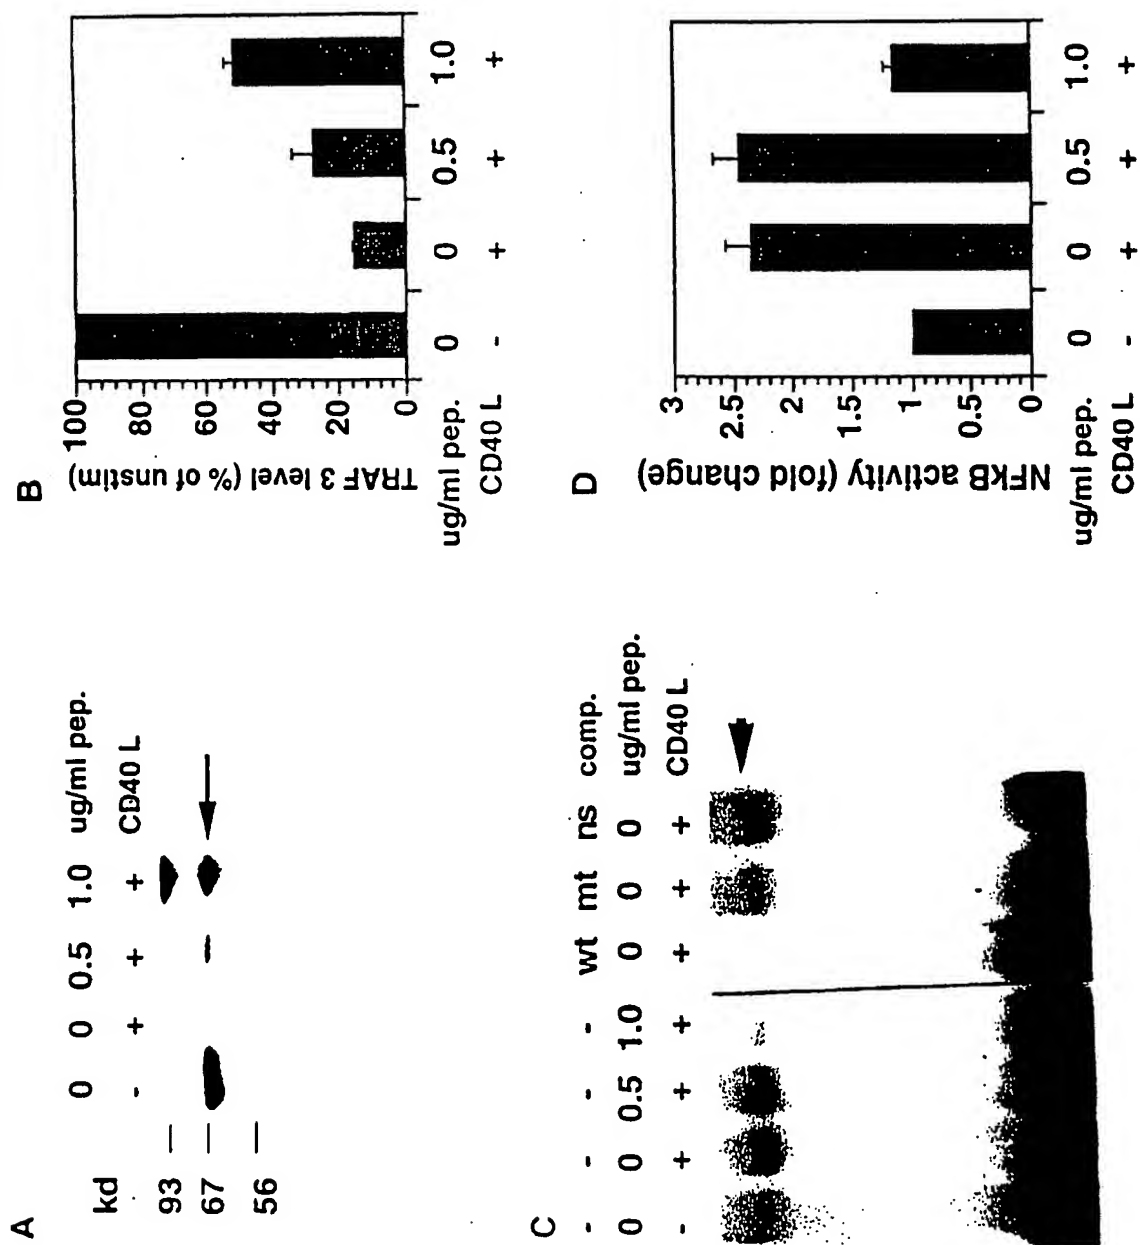 A
0 0 0.5 1.0 ug/ml pep.
- + + + CD40 L
kd
93
67
56
B
TRAF 3 level (% of unstim)
100
80
60
40
20
0
ug/ml pep. 0 0 0.5 1.0
CD40 L - + + +
C
- - - - wt mt ns comp.
0 0 0.5 1.0 0 0 0 ug/ml pep.
- + + + + + + CD40 L
D
NFkB activity (fold change)
3
2.5
2
1.5
1
0.5
0
ug/ml pep. 0 0 0.5 1.0
CD40 L - + + +